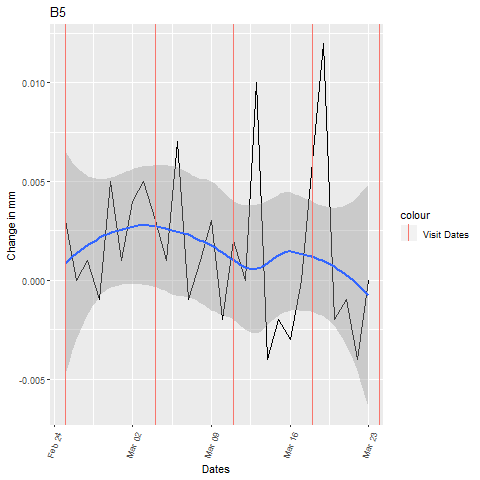 B5
0.010
0.005
0.000
-0.005
Change in mm
Feb 24
Mar 02
Mar 09
Mar 16
Mar 23
Dates
colour
Visit Dates